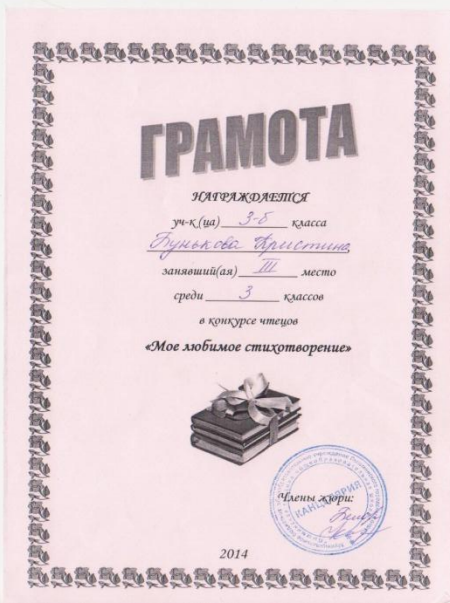 ГРАМОТА
НАГРАЖДАЕТСЯ
уч-к (ца) 3-б класса
Бунькова Кристина
занявший(ая) III место
среди 3 классов
в конкурсе чтецов
«Мое любимое стихотворение»
Члены жюри:
КАНЦЕЛЯРИЯ
2014